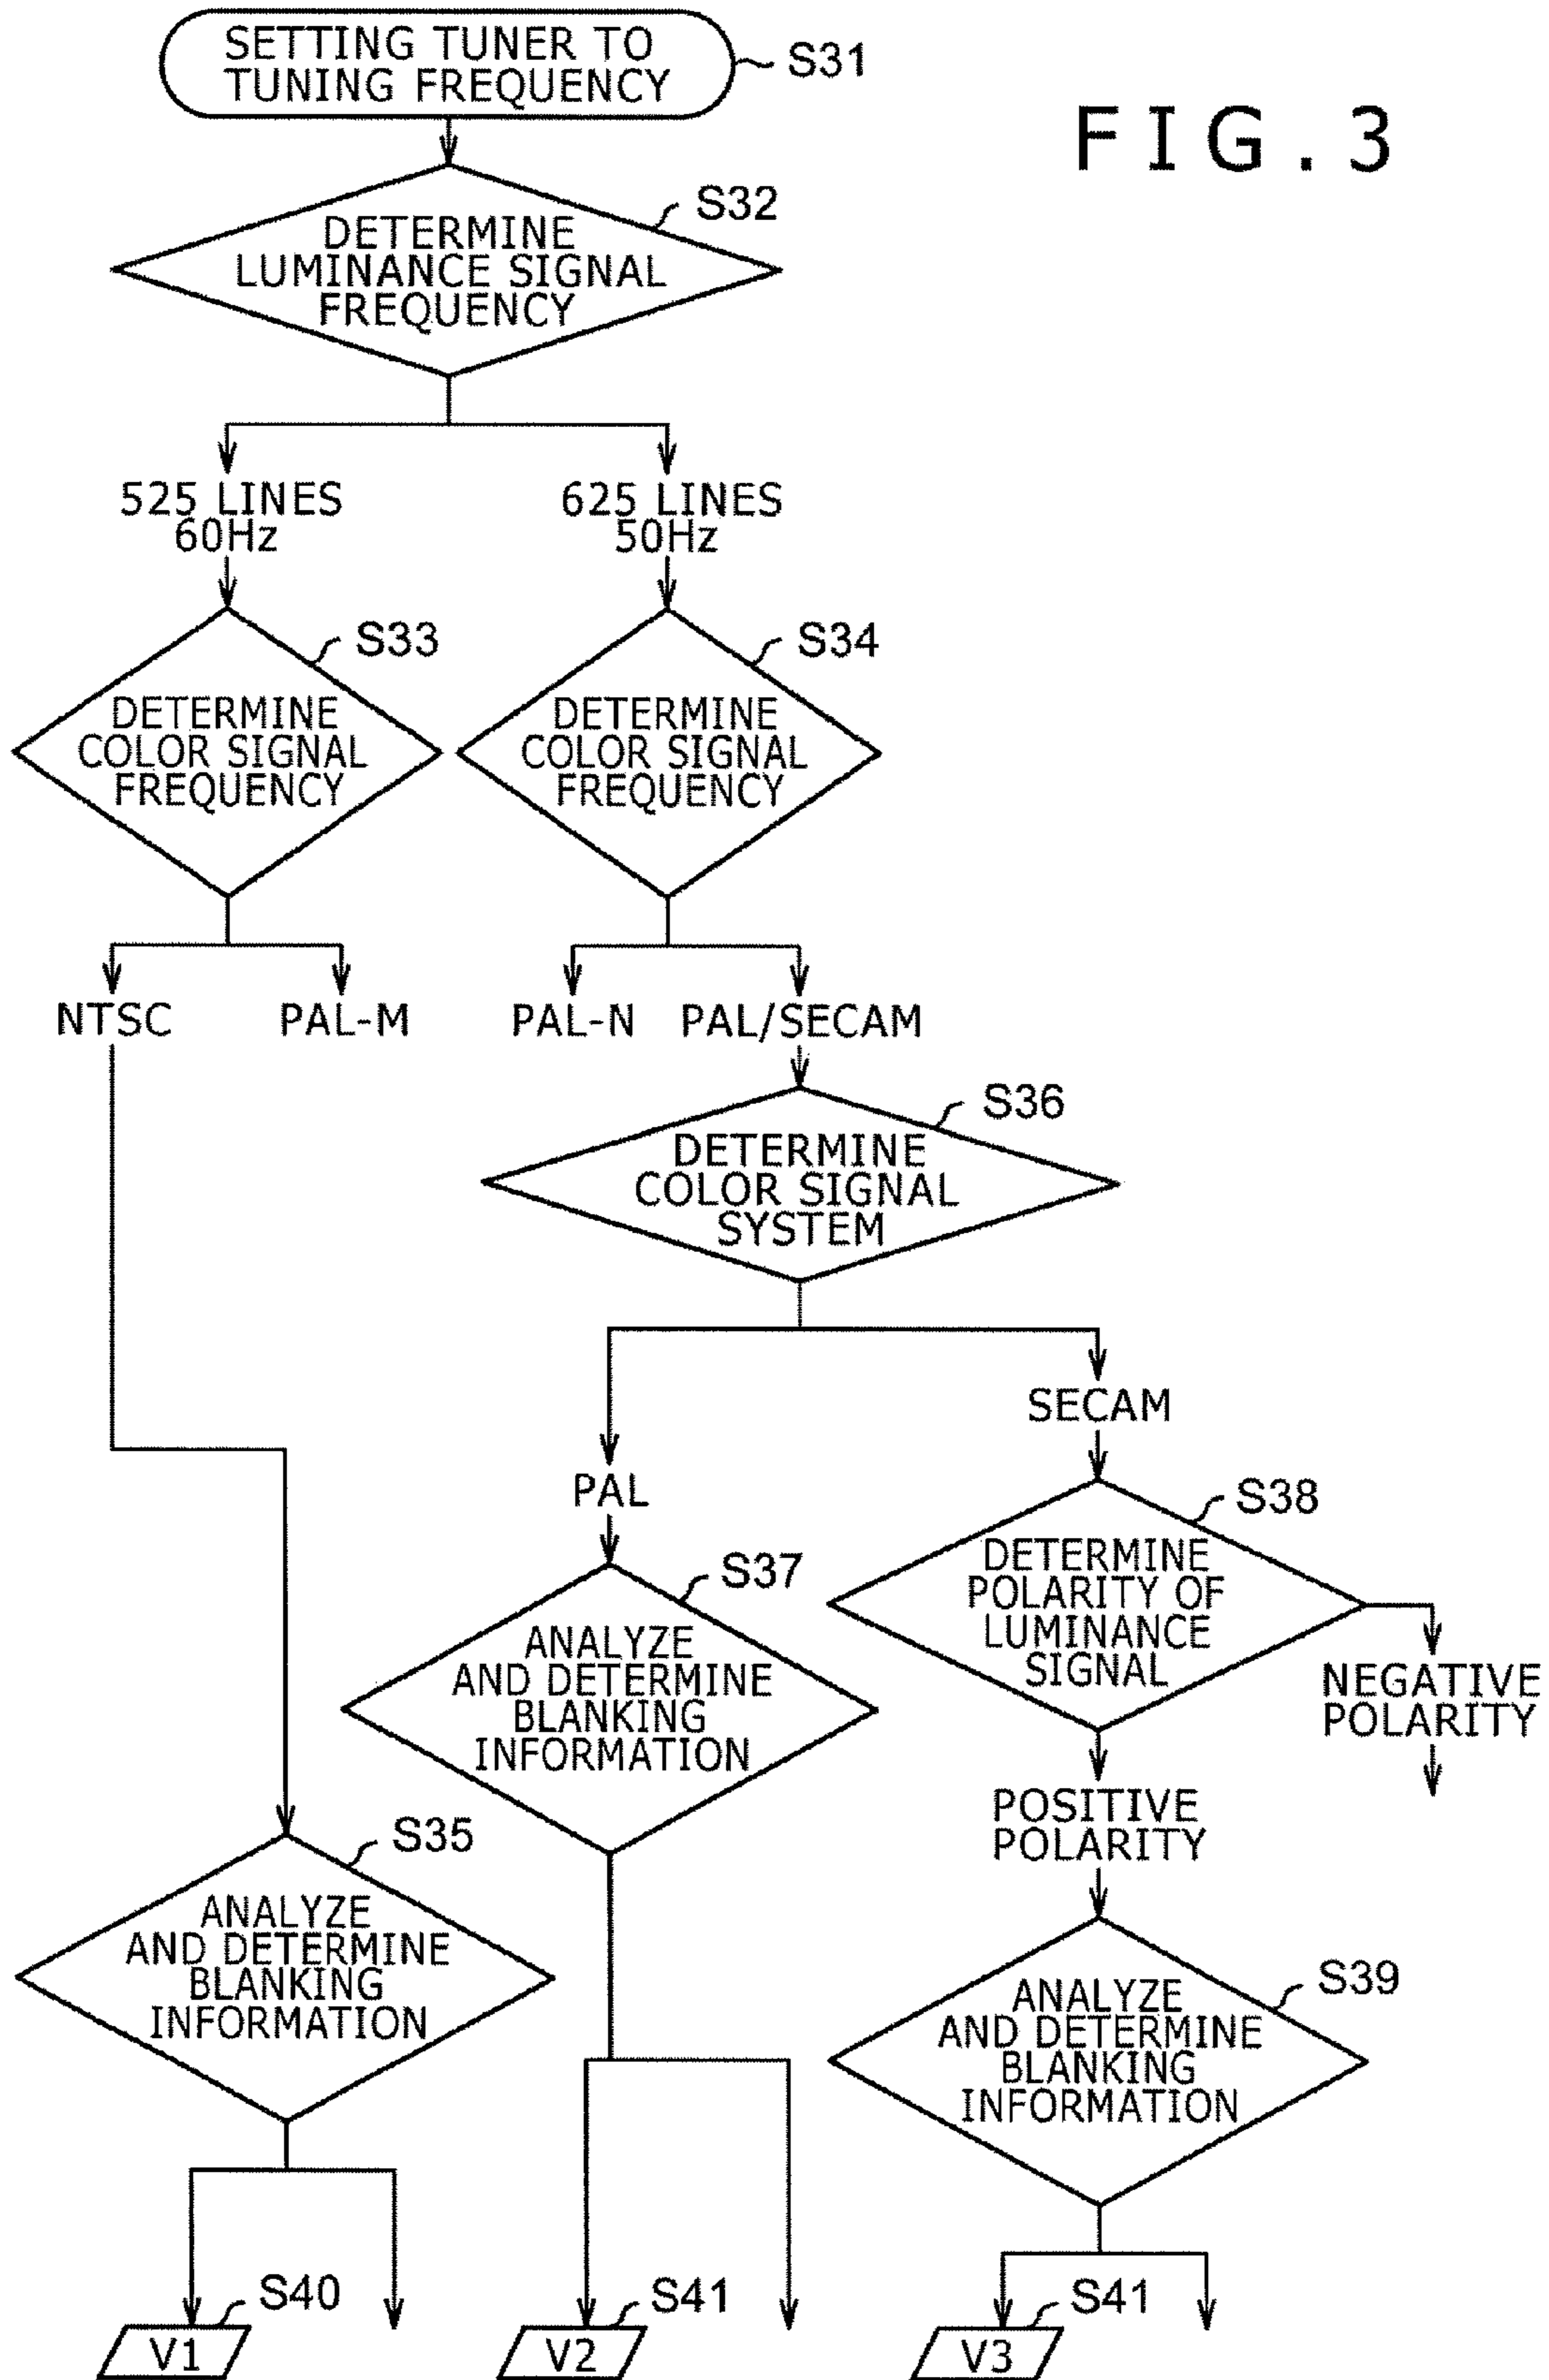 SETTING TUNER TO
TUNING FREQUENCY
S31
FIG.3
S32
DETERMINE
LUMINANCE SIGNAL
FREQUENCY
525 LINES
60Hz
625 LINES
50Hz
S33
DETERMINE
COLOR SIGNAL
FREQUENCY
S34
DETERMINE
COLOR SIGNAL
FREQUENCY
NTSC
PAL-M
PAL-N
PAL/SECAM
S36
DETERMINE
COLOR SIGNAL
SYSTEM
SECAM
PAL
S38
DETERMINE
POLARITY OF
LUMINANCE
SIGNAL
NEGATIVE
POLARITY
S37
ANALYZE
AND DETERMINE
BLANKING
INFORMATION
POSITIVE
POLARITY
S35
ANALYZE
AND DETERMINE
BLANKING
INFORMATION
S39
ANALYZE
AND DETERMINE
BLANKING
INFORMATION
S40
V1
S41
V2
S41
V3